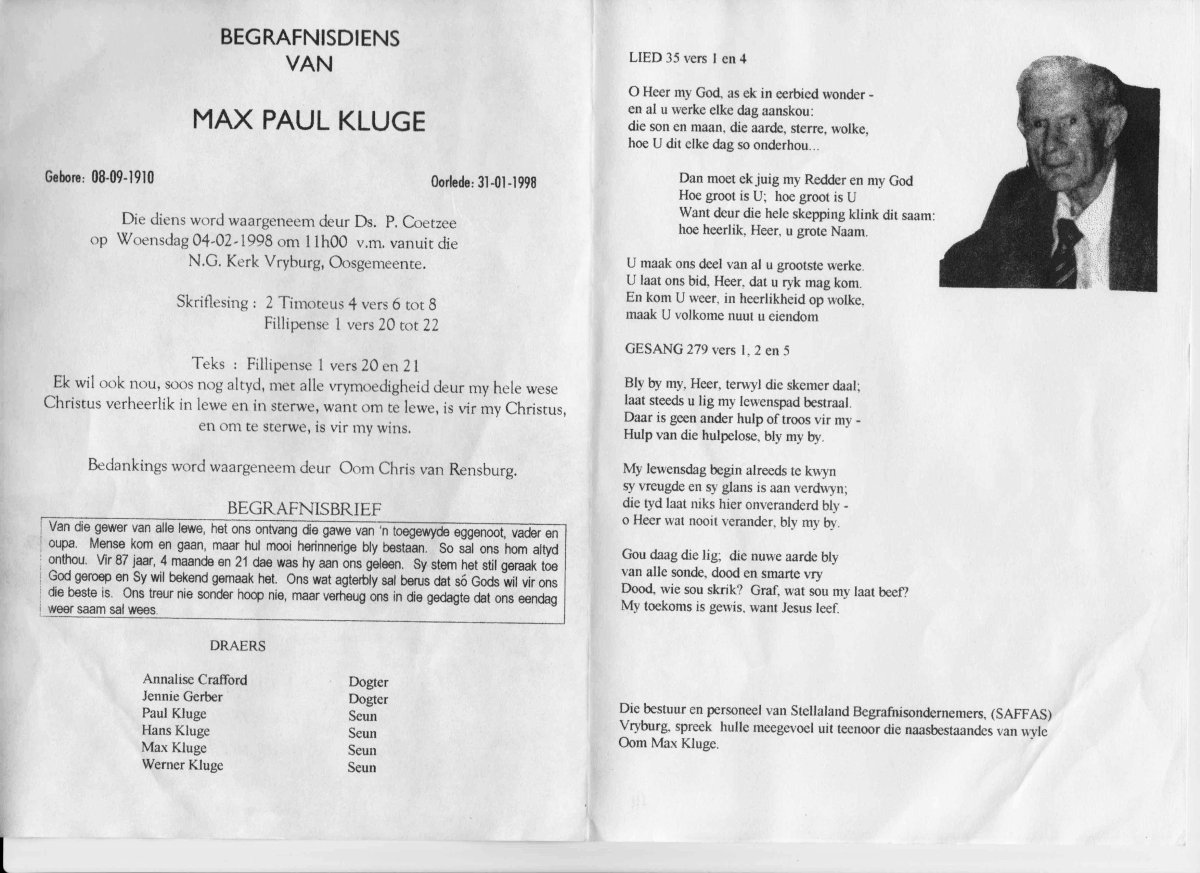 BEGRAFNISDIENS
VAN
MAX PAUL KLUGE
Gebore: 08-09-1910
Oorlede: 31-01-1998
Die diens word waargeneem deur Ds. P. Coetzee
op Woensdag 04-02-1998 om 11h00 v.m. vanuit die
N.G. Kerk Vryburg, Oosgemeente.
Skriflesing : 2 Timoteus 4 vers 6 tot 8
Fillipense 1 vers 20 tot 22
Teks : Fillipense 1 vers 20 en 21
Ek wil ook nou, soos nog altyd, met alle vrymoedigheid deur my hele wese
Christus verheerlik in lewe en in sterwe, want om te lewe, is vir my Christus,
en om te sterwe, is vir my wins.
Bedankings word waargeneem deur Oom Chris van Rensburg.
BEGRAFNISBRIEF
Van die gewer van alle lewe, het ons ontvang die gawe van 'n toegewyde eggenoot, vader en
oupa. Mense kom en gaan, maar hul mooi herinnerige bly bestaan. So sal ons hom altyd
onthou. Vir 87 jaar, 4 maande en 21 dae was hy aan ons geleen. Sy stem het stil geraak toe
God geroep en Sy wil bekend gemaak het. Ons wat agterbly sal berus dat só Gods wil vir ons
die beste is. Ons treur nie sonder hoop nie, maar verheug ons in die gedagte dat ons eendag
weer saam sal wees.
DRAERS
Annalise Crafford Dogter
Jennie Gerber Dogter
Paul Kluge Seun
Hans Kluge Seun
Max Kluge Seun
Werner Kluge Seun
LIED 35 vers 1 en 4
O Heer my God, as ek in eerbied wonder -
en al u werke elke dag aanskou:
die son en maan, die aarde, sterre, wolke,
hoe U dit elke dag so onderhou...
Dan moet ek juig my Redder en my God
Hoe groot is U; hoe groot is U
Want deur die hele skepping klink dit saam:
hoe heerlik, Heer, u grote Naam.
U maak ons deel van al u grootste werke.
U laat ons bid, Heer, dat u ryk mag kom.
En kom U weer, in heerlikheid op wolke,
maak U volkome nuut u eiendom
GESANG 279 vers 1, 2 en 5
Bly by my, Heer, terwyl die skemer daal;
laat steeds u lig my lewenspad bestraal.
Daar is geen ander hulp of troos vir my -
Hulp van die hulpelose, bly my by.
My lewensdag begin alreeds te kwyn
sy vreugde en sy glans is aan verdwyn;
die tyd laat niks hier onveranderd bly -
o Heer wat nooit verander, bly my by.
Gou daag die lig; die nuwe aarde bly
van alle sonde, dood en smarte vry
Dood, wie sou skrik? Graf, wat sou my laat beef?
My toekoms is gewis, want Jesus leef.
Die bestuur en personeel van Stellaland Begrafnisondernemers, (SAFFAS)
Vryburg, spreek hulle meegevoel uit teenoor die naasbestaandes van wyle
Oom Max Kluge.